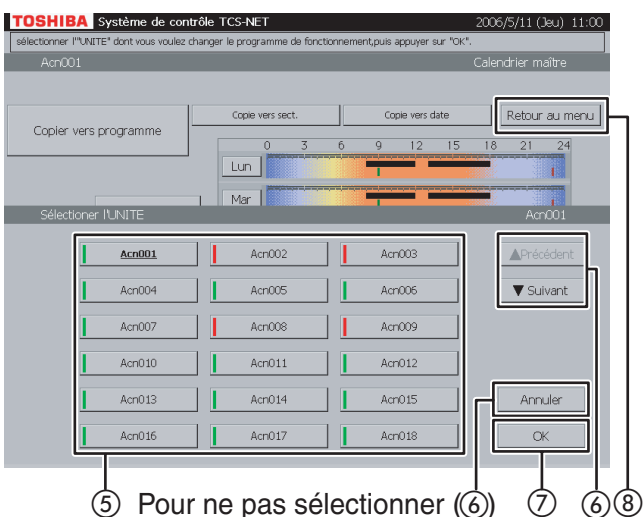 TOSHIBA Système de contrôle TCS-NET 2006/5/11 (Jeu) 11:00
sélectionner l'"UNITE" dont vous voulez changer le programme de fonctionnement,puis appuyer sur "OK".
Acn001 Calendrier maître
Copier vers programme
Copie vers sect. Copie vers date Retour au menu
0 3 6 9 12 15 18 21 24
Lun
Mar
Sélectioner l'UNITE Acn001
Acn001 Acn002 Acn003 ▲Précédent
Acn004 Acn005 Acn006 ▼ Suivant
Acn007 Acn008 Acn009
Acn010 Acn011 Acn012
Acn013 Acn014 Acn015 Annuler
Acn016 Acn017 Acn018 OK
⑤ Pour ne pas sélectionner (⑥) ⑦ ⑥ ⑧